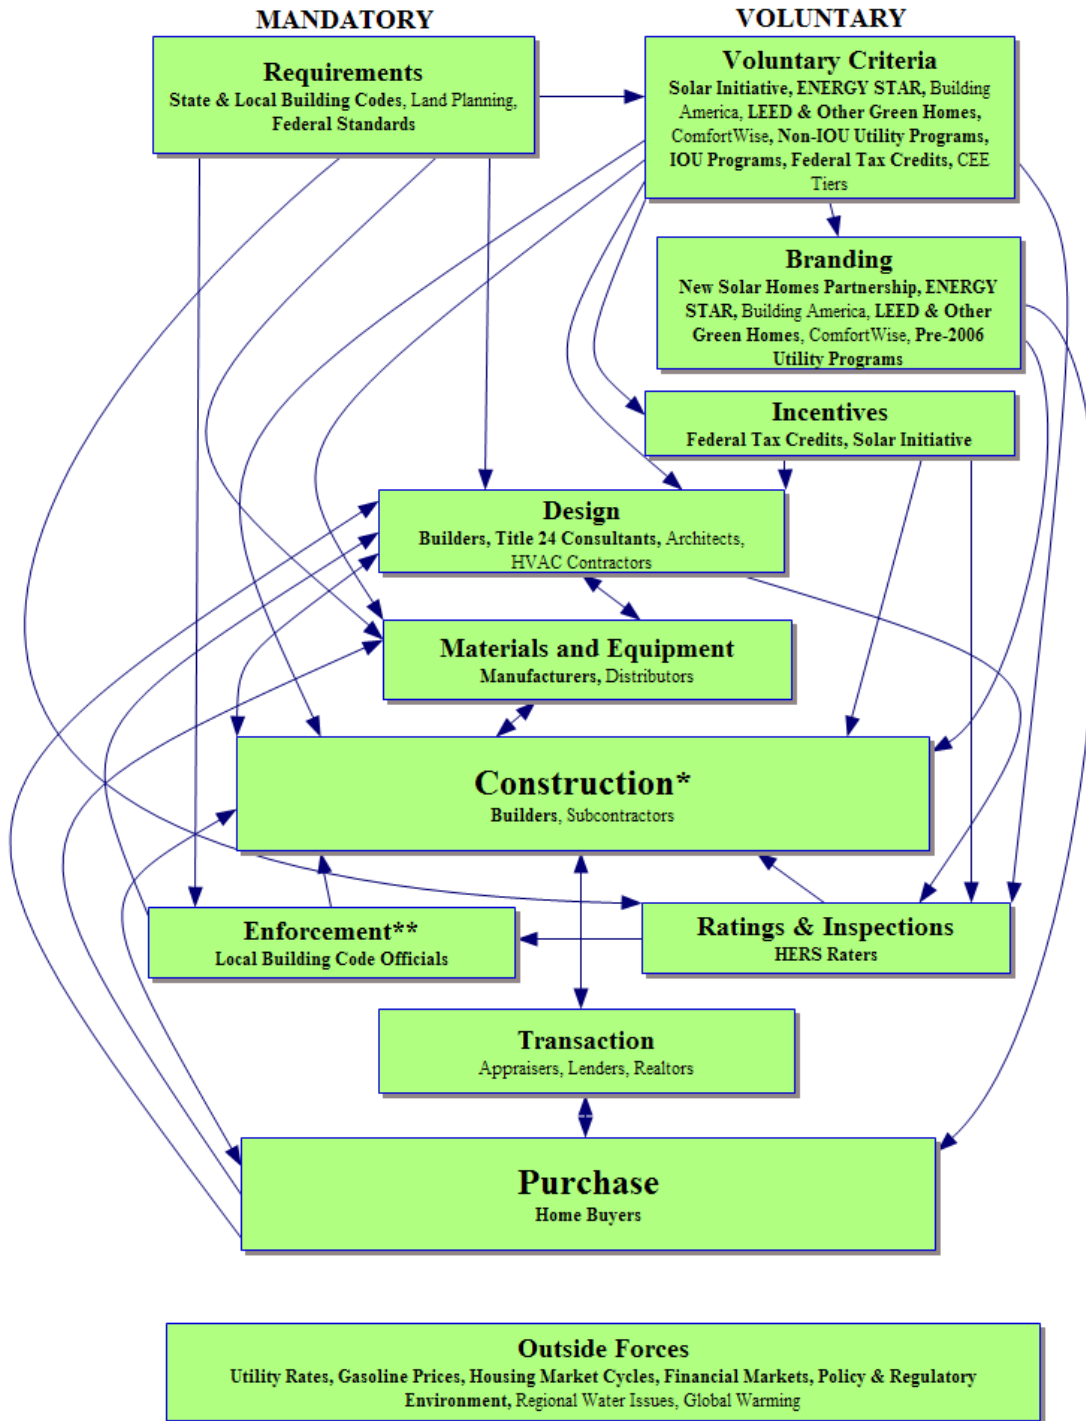 MANDATORY
VOLUNTARY
Requirements
State & Local Building Codes, Land Planning,
Federal Standards
Voluntary Criteria
Solar Initiative, ENERGY STAR, Building
America, LEED & Other Green Homes,
ComfortWise, Non-IOU Utility Programs,
IOU Programs, Federal Tax Credits, CEE
Tiers
Branding
New Solar Homes Partnership, ENERGY
STAR, Building America, LEED & Other
Green Homes, ComfortWise, Pre-2006
Utility Programs
Incentives
Federal Tax Credits, Solar Initiative
Design
Builders, Title 24 Consultants, Architects,
HVAC Contractors
Materials and Equipment
Manufacturers, Distributors
Construction*
Builders, Subcontractors
Enforcement**
Local Building Code Officials
Ratings & Inspections
HERS Raters
Transaction
Appraisers, Lenders, Realtors
Purchase
Home Buyers
Outside Forces
Utility Rates, Gasoline Prices, Housing Market Cycles, Financial Markets, Policy & Regulatory
Environment, Regional Water Issues, Global Warming